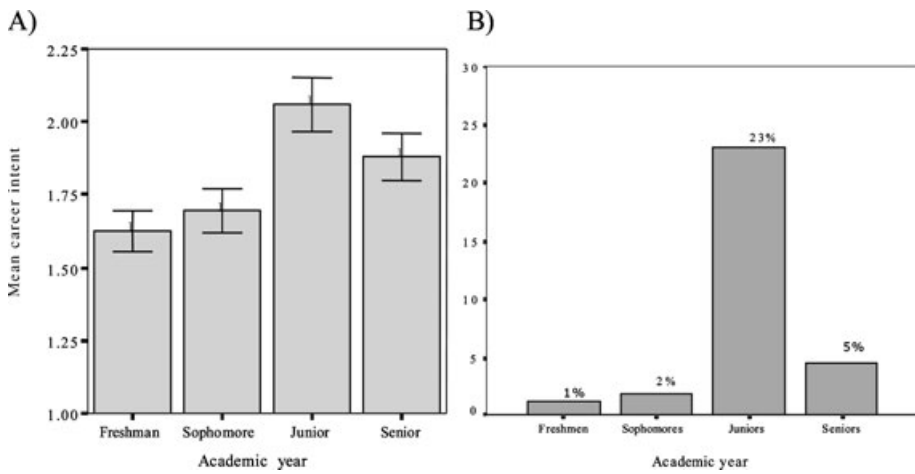 A)
Mean career intent
2.25
2.00
1.75
1.50
1.25
1.00
Freshman Sophomore Junior Senior
Academic year
B)
30
25
20
15
10
5
0
1%
2%
23%
5%
Freshmen Sophomores Juniors Seniors
Academic year